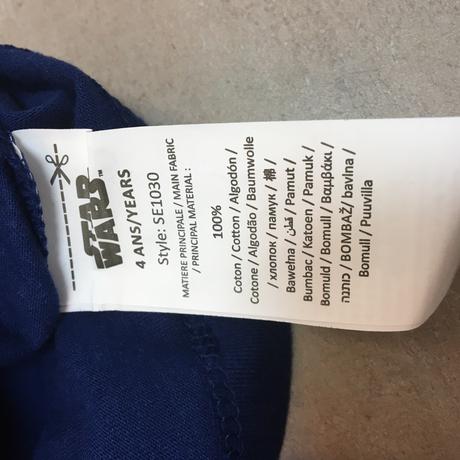 STAR
WARS™
4 ANS/YEARS
Style: SE1030
MATIERE PRINCIPALE / MAIN FABRIC
/ PRINCIPAL MATERIAL :
100%
Coton / Cotton / Algodón /
Cotone / Algodão / Baumwolle
/ хлопок / памук / 棉 /
Bawełna / قطن / Pamut /
Bumbac / Katoen / Pamuk /
Bomuld / Bomull / Βαμβάκι /
כותנה / BOMBAŽ/ bavlna /
Bomull / Puuvilla